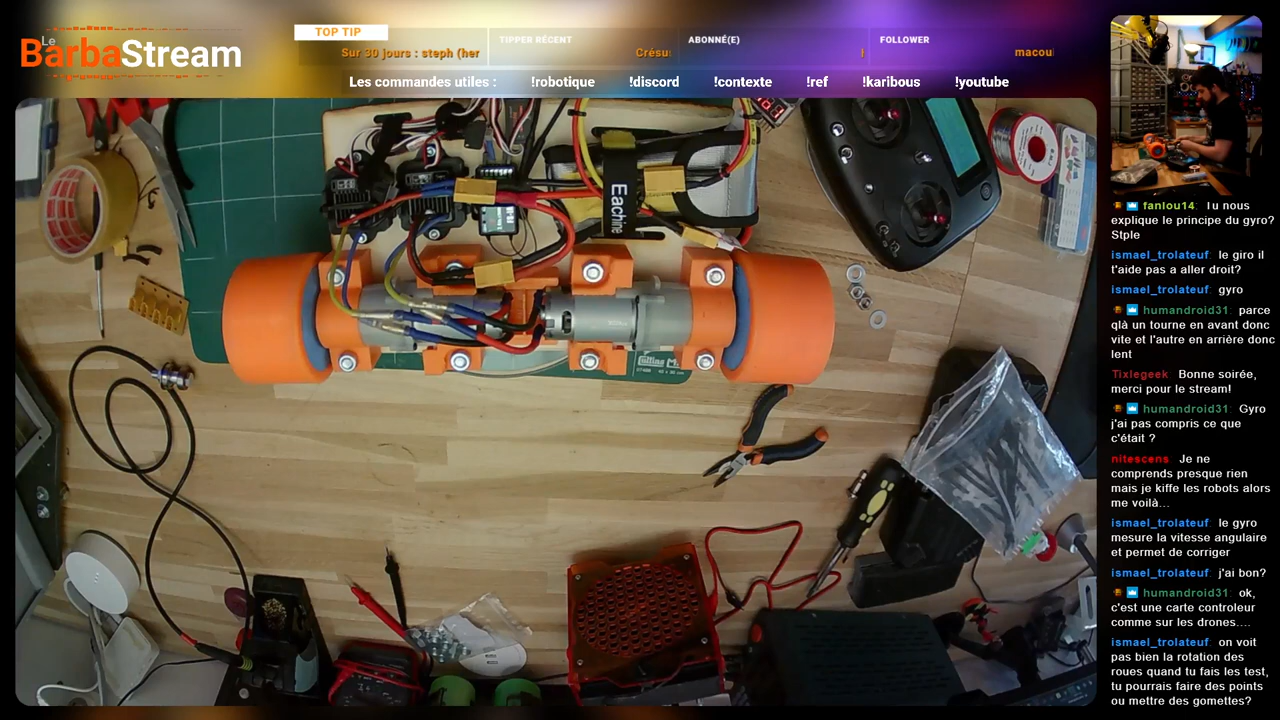 Le
BarbaStream
TOP TIP
Sur 30 jours : steph (her
TIPPER RÉCENT
Crésu
ABONNÉ(E)
FOLLOWER
macou
Les commandes utiles : !robotique !discord !contexte !ref !karibous !youtube
Eachine
fanlou14: Tu nous
explique le principe du gyro?
Stple
ismael_trolateuf: le giro il
t'aide pas a aller droit?
ismael_trolateuf: gyro
humandroid31: parce
qlà un tourne en avant donc
vite et l'autre en arrière donc
lent
Tixlegeek: Bonne soirée,
merci pour le stream!
humandroid31: Gyro
j'ai pas compris ce que
c'était ?
nitescens: Je ne
comprends presque rien
mais je kiffe les robots alors
me voilà...
ismael_trolateuf: le gyro
mesure la vitesse angulaire
et permet de corriger
ismael_trolateuf: j'ai bon?
humandroid31: ok,
c'est une carte controleur
comme sur les drones....
ismael_trolateuf: on voit
pas bien la rotation des
roues quand tu fais les test,
tu pourrais faire des points
ou mettre des gomettes?